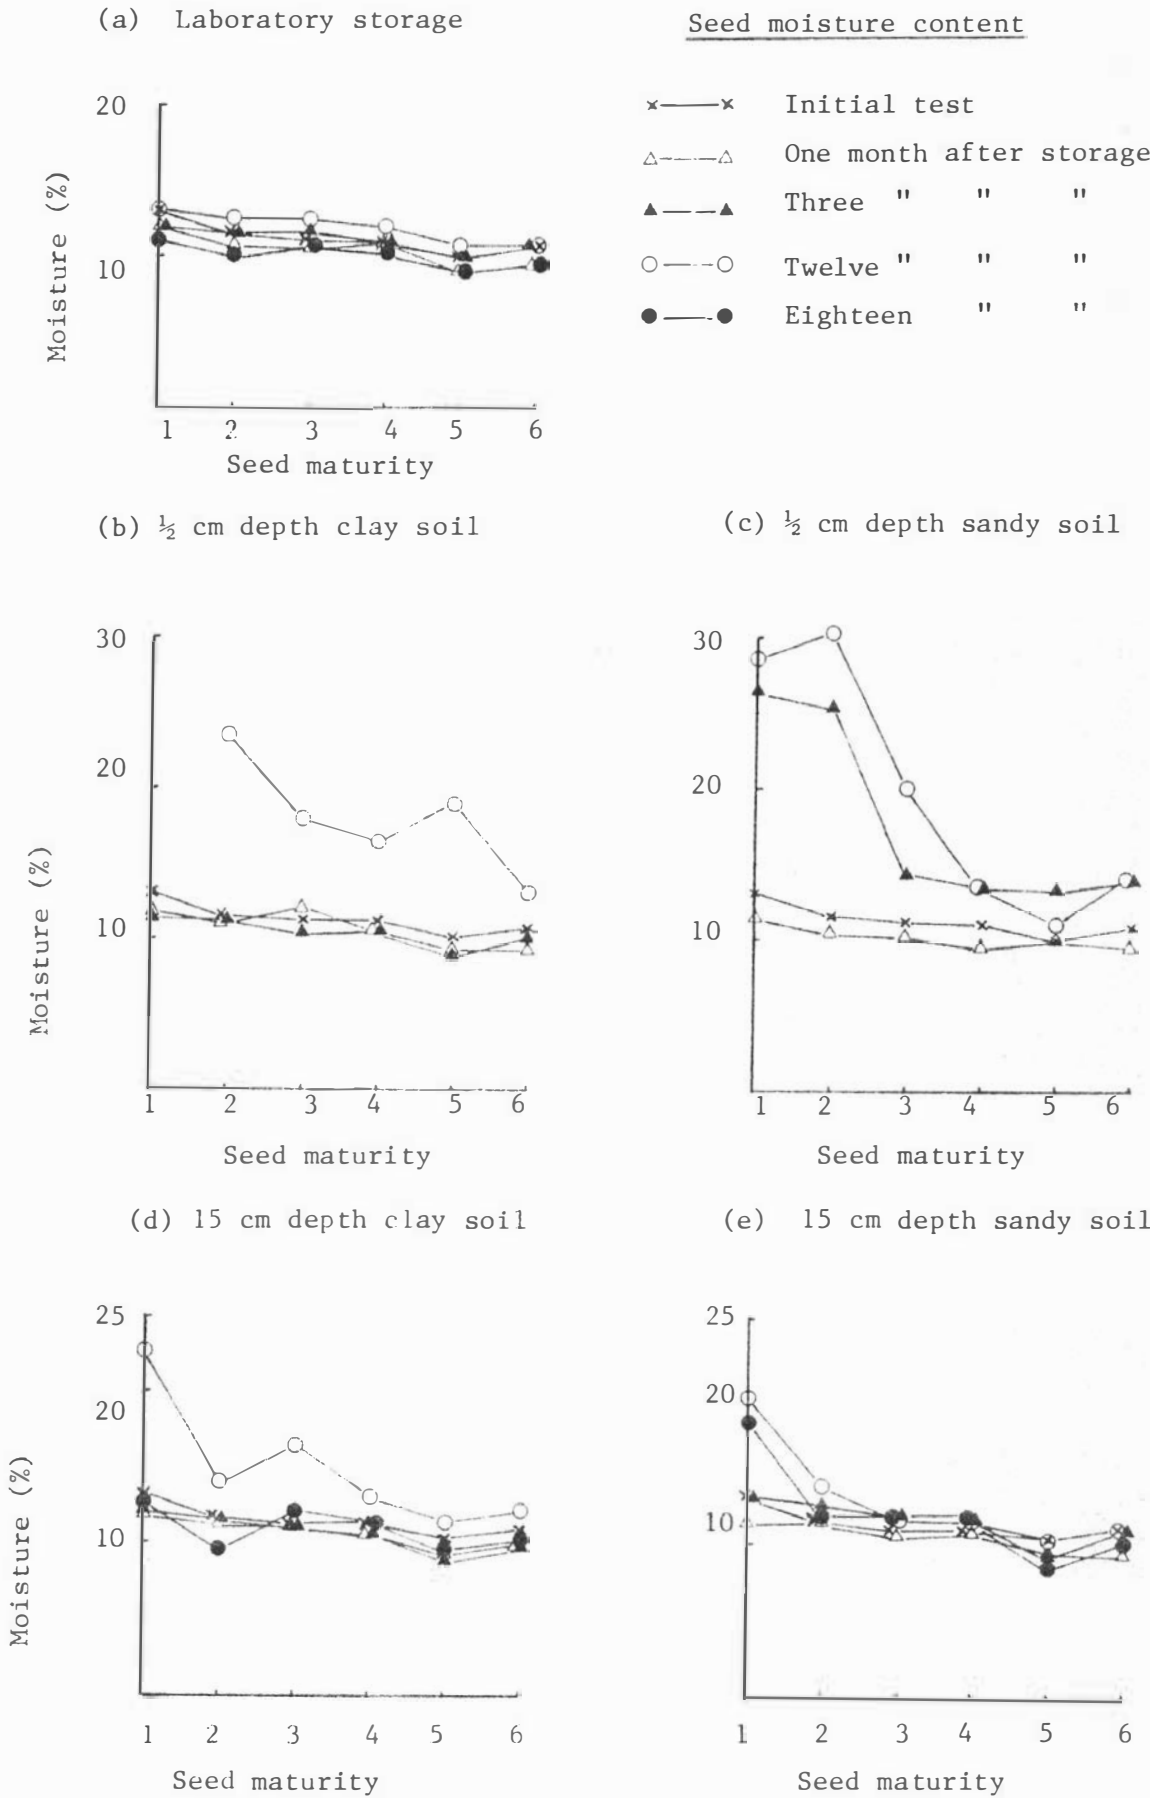 (a) Laboratory storage
Seed moisture content
Initial test
One month after storage
Three " " "
Twelve " " "
Eighteen " "
20
10
Moisture (%)
1 2 3 4 5 6
Seed maturity
(b) ½ cm depth clay soil
30
20
10
Moisture (%)
1 2 3 4 5 6
Seed maturity
(c) ½ cm depth sandy soil
30
20
10
1 2 3 4 5 6
Seed maturity
(d) 15 cm depth clay soil
25
20
10
Moisture (%)
1 2 3 4 5 6
Seed maturity
(e) 15 cm depth sandy soil
25
20
10
1 2 3 4 5 6
Seed maturity